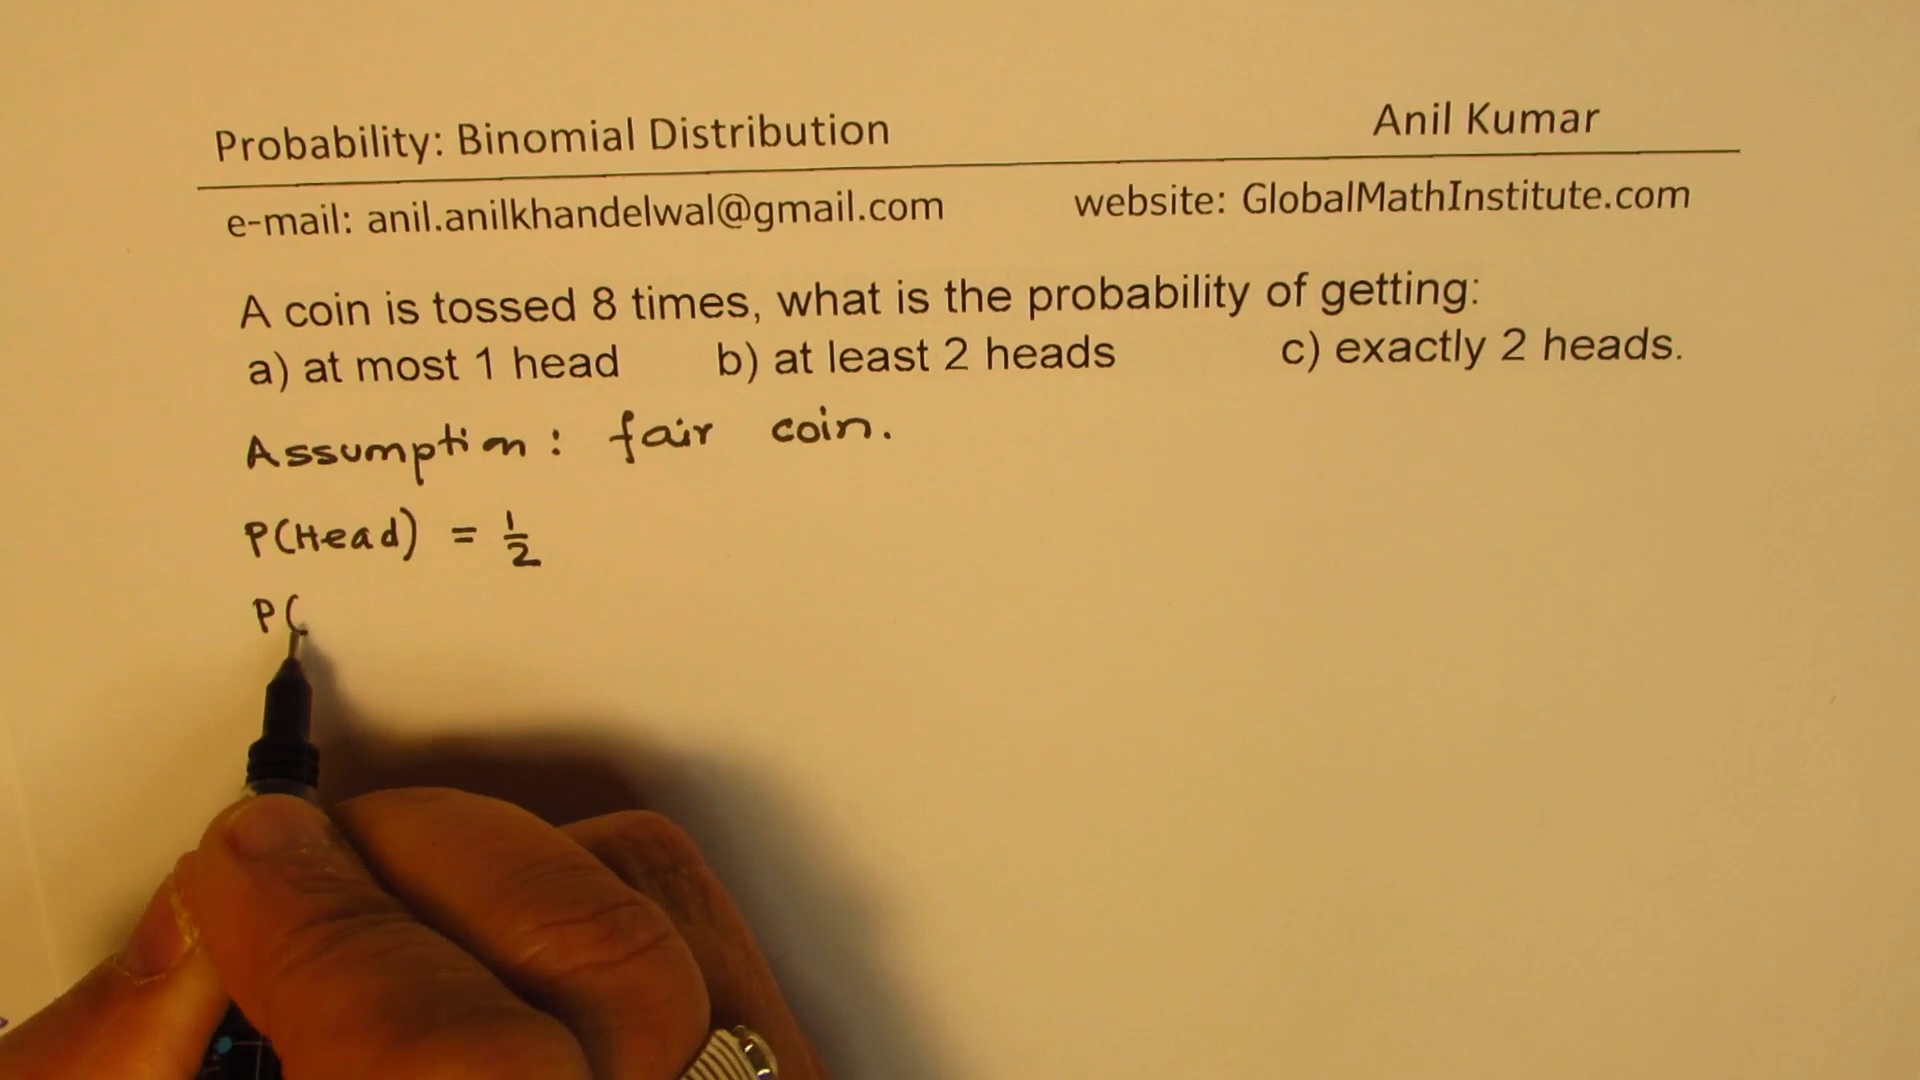 Probability: Binomial Distribution Anil Kumar
e-mail: anil.anilkhandelwal@gmail.com website: GlobalMathInstitute.com
A coin is tossed 8 times, what is the probability of getting:
a) at most 1 head b) at least 2 heads c) exactly 2 heads.
Assumption: fair coin.
P(Head) = 1/2
P(